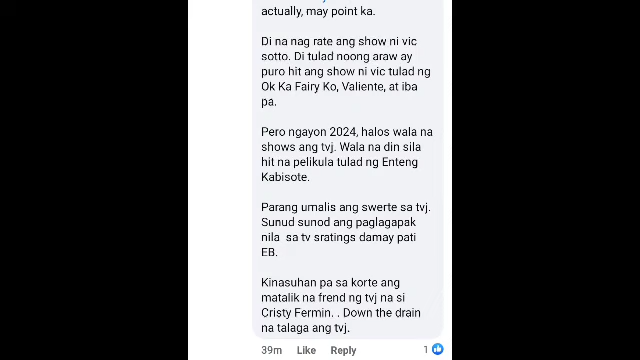 actually, may point ka.
Di na nag rate ang show ni vic
sotto. Di tulad noong araw ay
puro hit ang show ni vic tulad ng
Ok Ka Fairy Ko, Valiente, at iba
pa.
Pero ngayon 2024, halos wala na
shows ang tvj. Wala na din sila
hit na pelikula tulad ng Enteng
Kabisote.
Parang umalis ang swerte sa tvj.
Sunud sunod ang paglagapak
nila sa tv sratings damay pati
EB.
Kinasuhan pa sa korte ang
matalik na frend ng tvj na si
Cristy Fermin. . Down the drain
na talaga ang tvj.
39m Like Reply 1